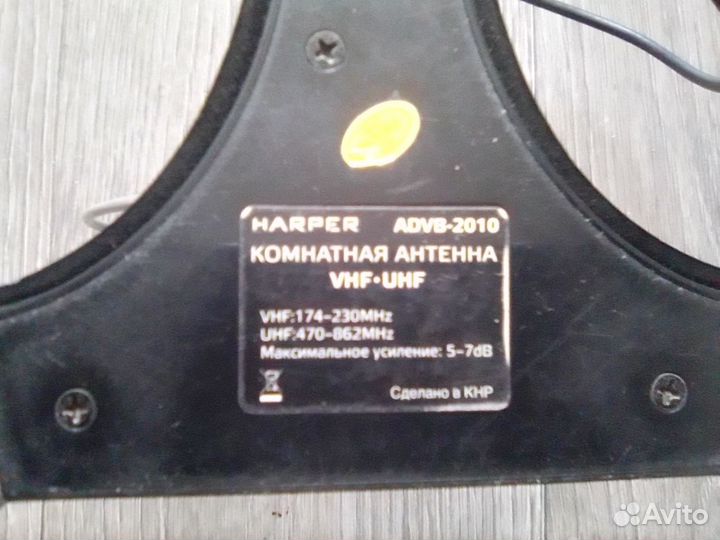 HARPER ADVB-2010
КОМНАТНАЯ АНТЕННА
VHF•UHF
VHF:174-230MHz
UHF:470-862MHz
Максимальное усиление: 5-7dB
Сделано в КНР
Avito